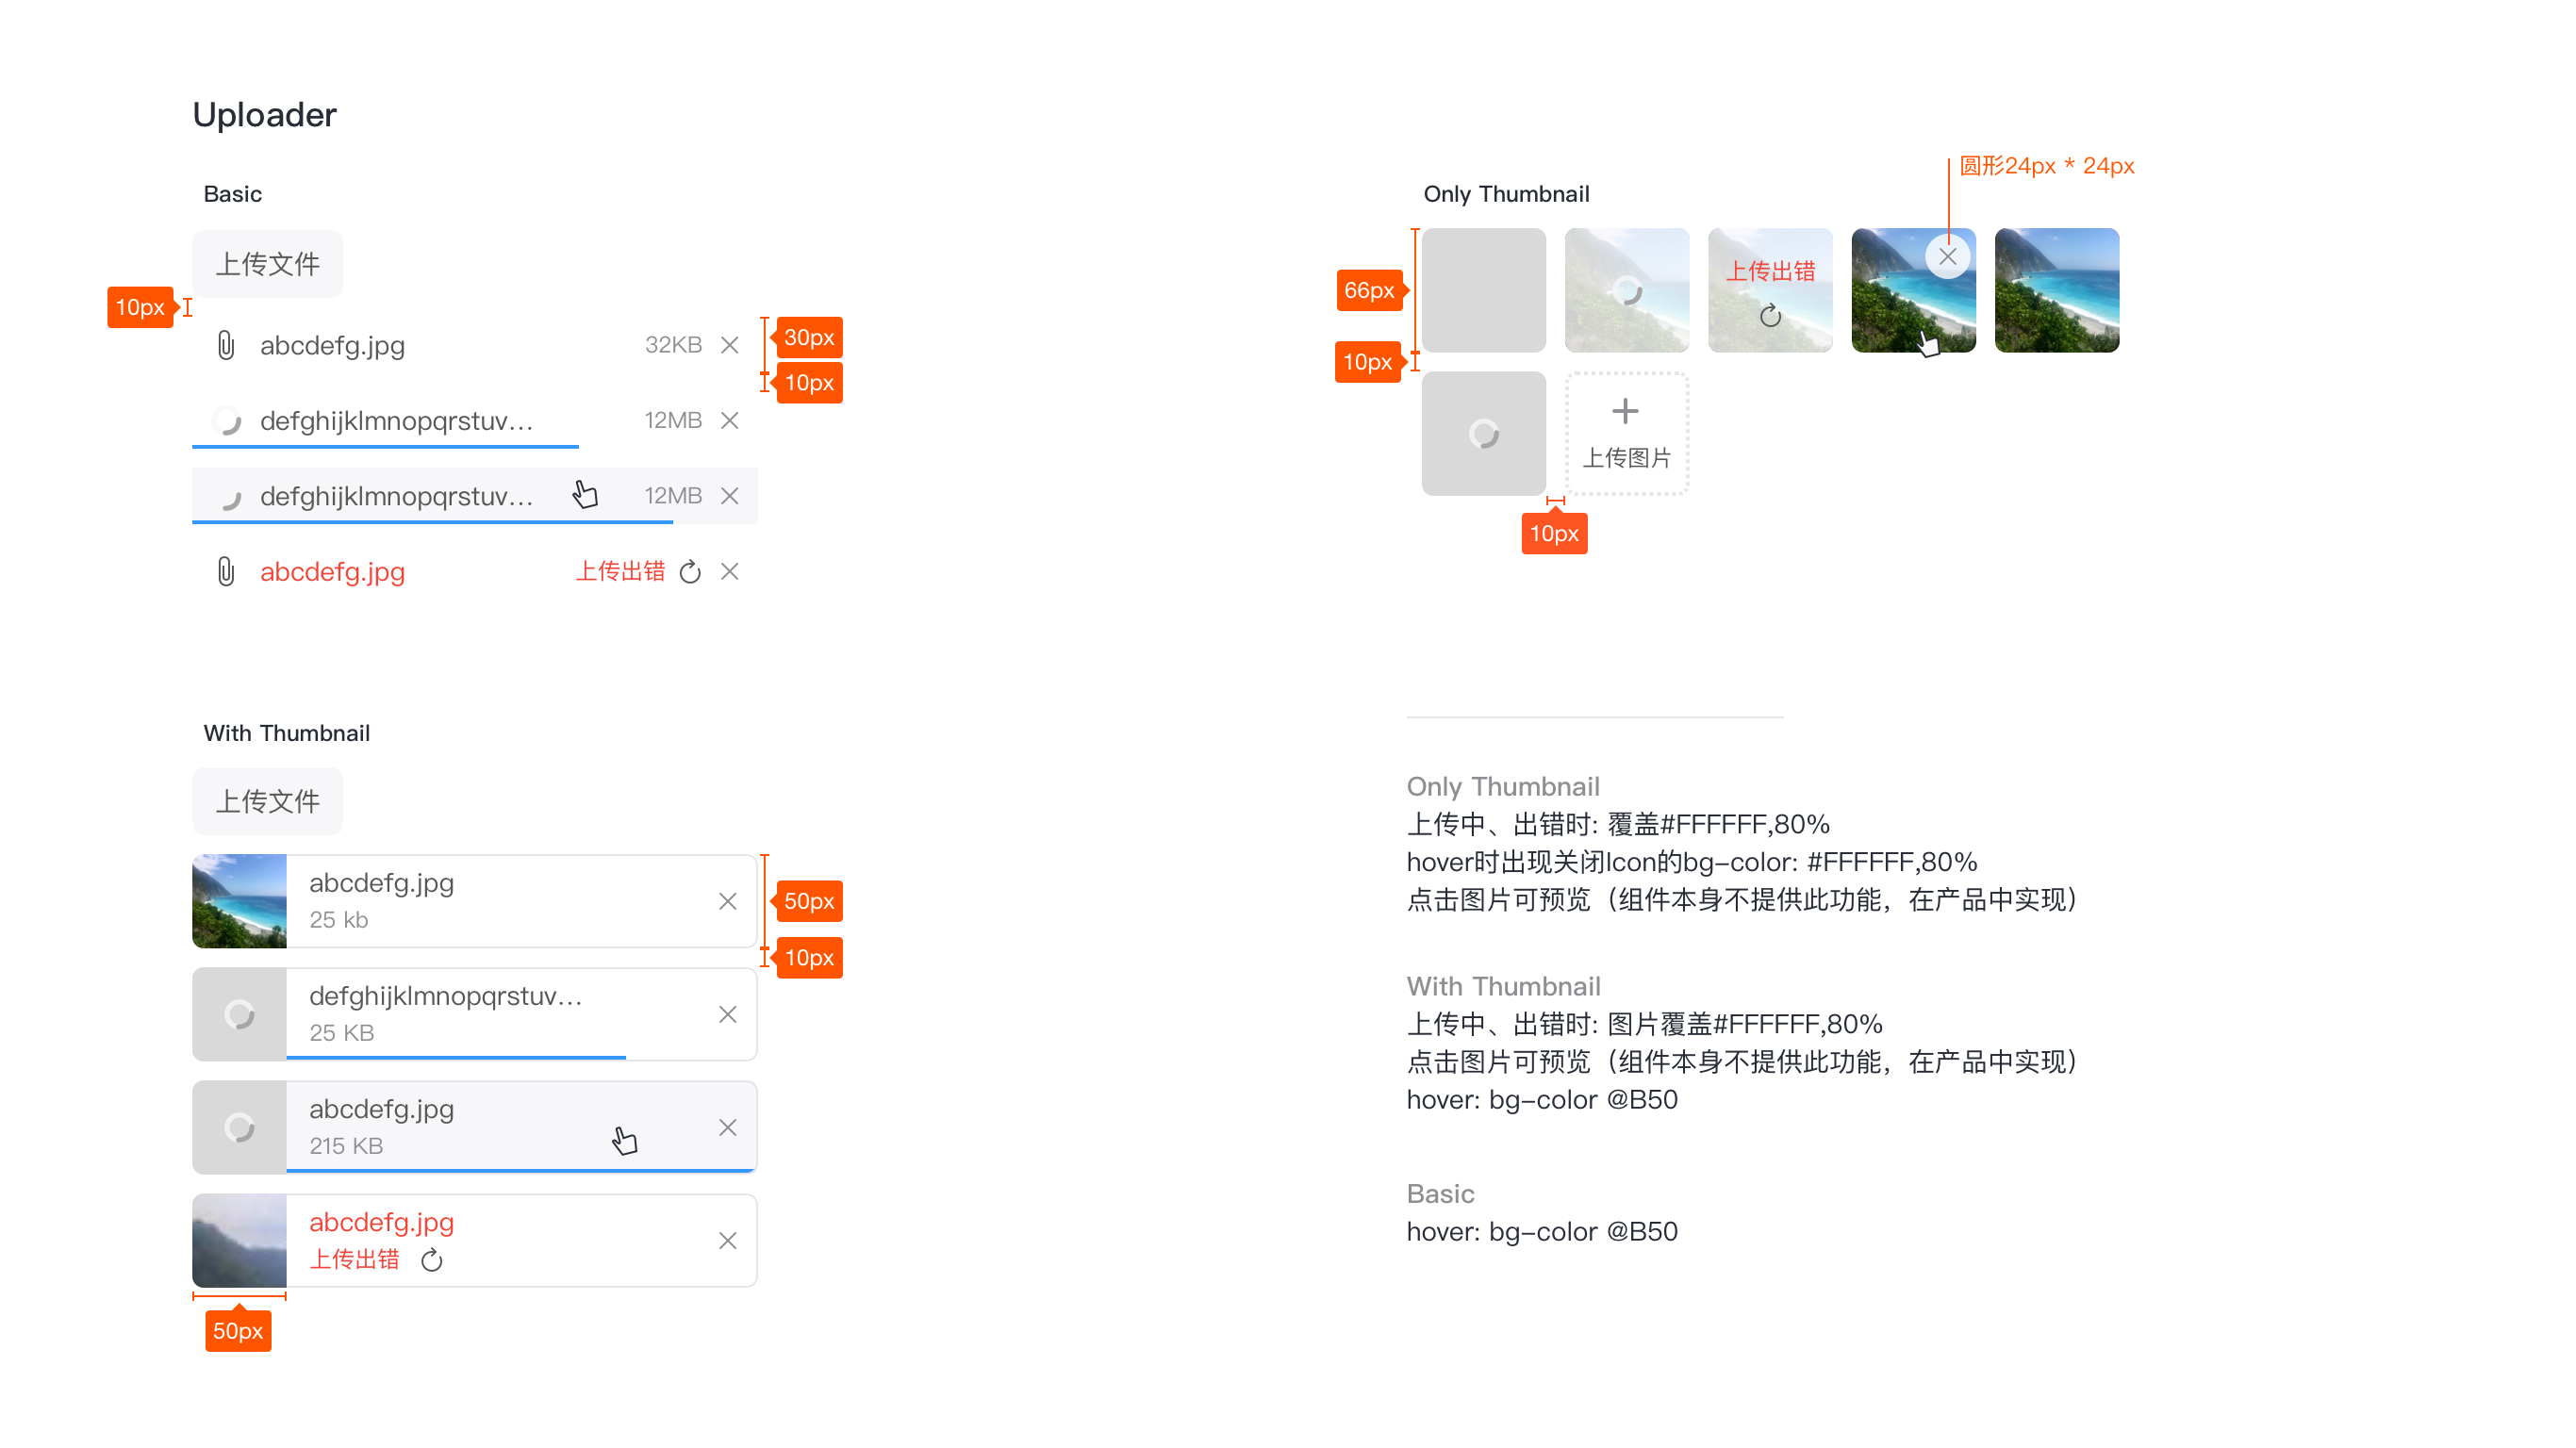 Uploader
Basic
上传文件
10px
abcdefg.jpg 32KB
30px
10px
defghijklmnopqrstuv... 12MB
defghijklmnopqrstuv... 12MB
abcdefg.jpg 上传出错
With Thumbnail
上传文件
abcdefg.jpg
25 kb
50px
10px
defghijklmnopqrstuv...
25 KB
abcdefg.jpg
215 KB
abcdefg.jpg
上传出错
50px
圆形24px * 24px
Only Thumbnail
66px
上传出错
10px
上传图片
10px
Only Thumbnail
上传中、出错时: 覆盖#FFFFFF,80%
hover时出现关闭Icon的bg-color: #FFFFFF,80%
点击图片可预览（组件本身不提供此功能，在产品中实现）
With Thumbnail
上传中、出错时: 图片覆盖#FFFFFF,80%
点击图片可预览（组件本身不提供此功能，在产品中实现）
hover: bg-color @B50
Basic
hover: bg-color @B50